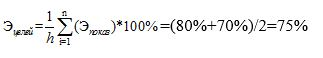 Э_целей = 1/h ∑_{i=1}^{n} (Э_показ)*100% =(80%+70%)/2=75%